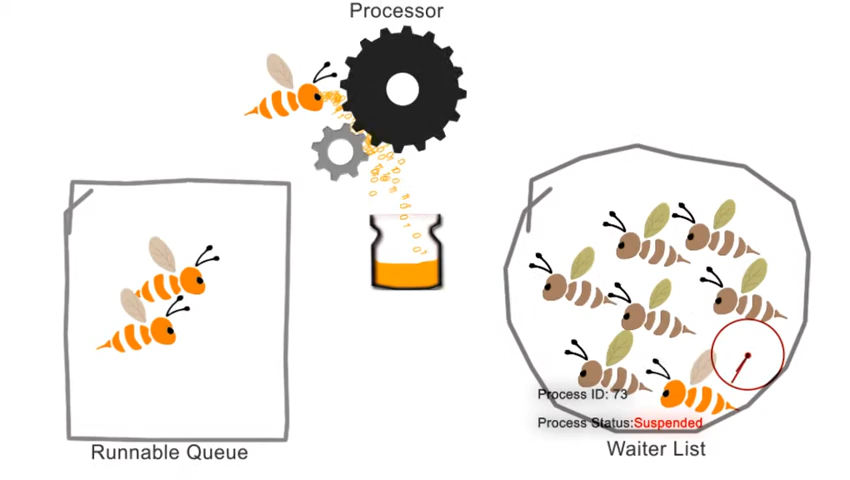 Processor
Process ID: 73
Process Status:Suspended
Runnable Queue
Waiter List